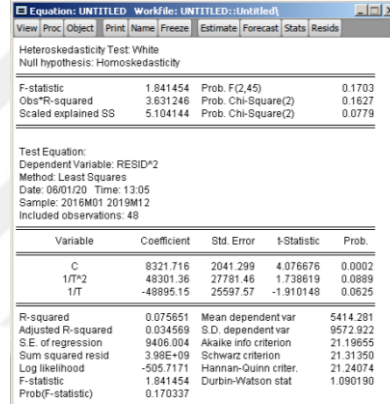 Equation: UNTITLED Workfile: UNTITLED::Untitled\
View Proc Object Print Name Freeze Estimate Forecast Stats Resids
Heteroskedasticity Test: White
Null hypothesis: Homoskedasticity
F-statistic 1.841454 Prob. F(2,45) 0.1703
Obs*R-squared 3.631246 Prob. Chi-Square(2) 0.1627
Scaled explained SS 5.104144 Prob. Chi-Square(2) 0.0779
Test Equation:
Dependent Variable: RESID^2
Method: Least Squares
Date: 06/01/20 Time: 13:05
Sample: 2016M01 2019M12
Included observations: 48
Variable Coefficient Std. Error t-Statistic Prob.
C 8321.716 2041.299 4.076676 0.0002
1/T^2 48301.36 27781.46 1.738619 0.0889
1/T -48895.15 25597.57 -1.910148 0.0625
R-squared 0.075651 Mean dependent var 5414.281
Adjusted R-squared 0.034569 S.D. dependent var 9572.922
S.E. of regression 9406.004 Akaike info criterion 21.19655
Sum squared resid 3.98E+09 Schwarz criterion 21.31350
Log likelihood -505.7171 Hannan-Quinn criter. 21.24074
F-statistic 1.841454 Durbin-Watson stat 1.090190
Prob(F-statistic) 0.170337